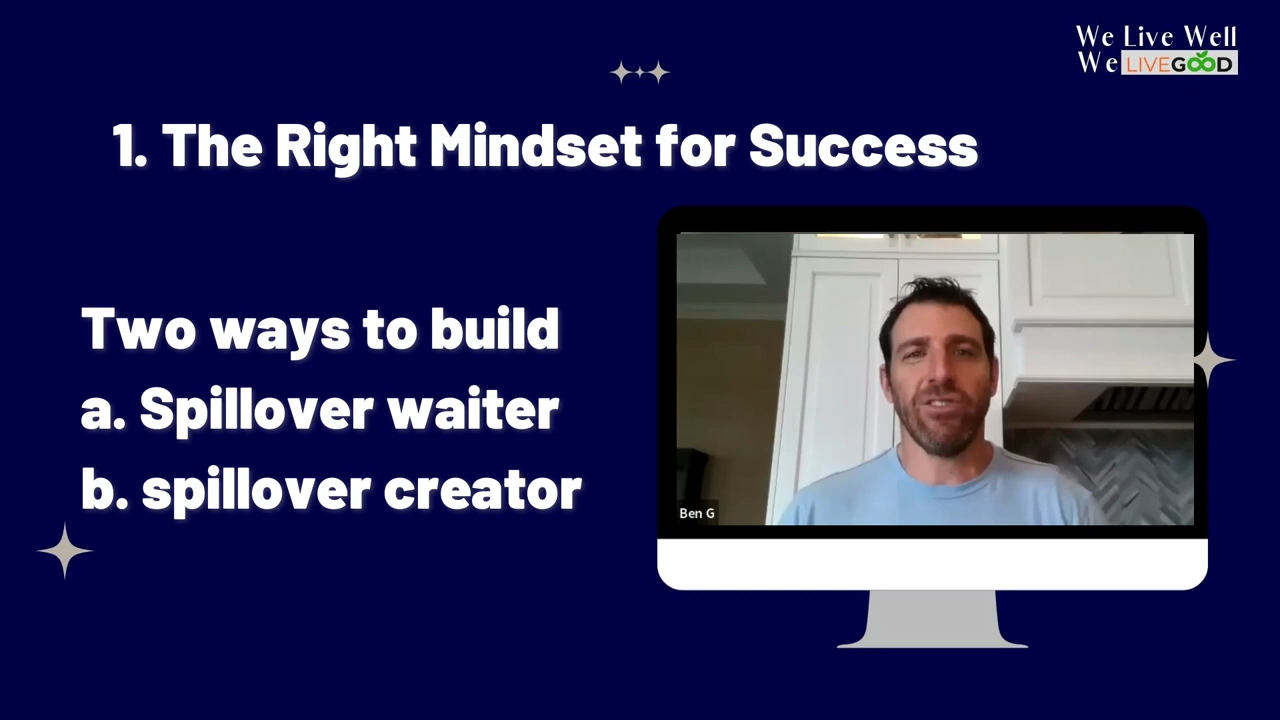 We Live Well
We LIVEGOOD
1. The Right Mindset for Success
Two ways to build
a. Spillover waiter
b. spillover creator
Ben G